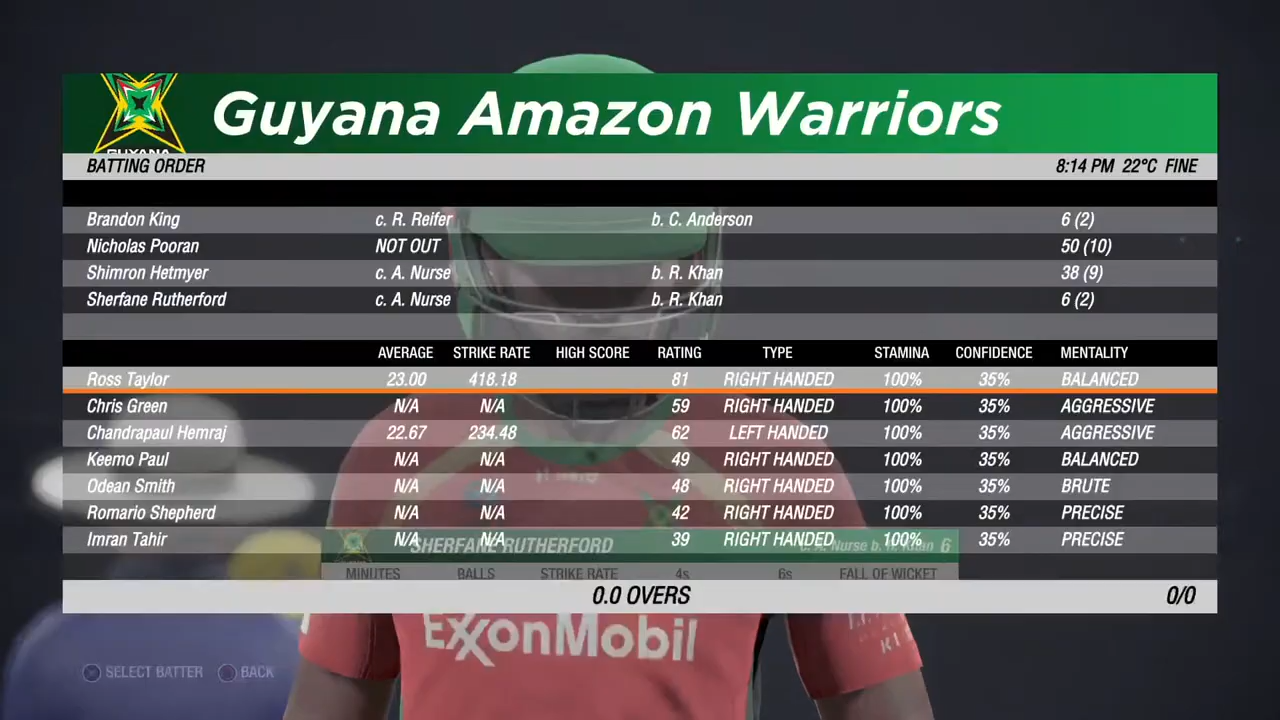 GUYANA
Guyana Amazon Warriors
BATTING ORDER 8:14 PM 22°C FINE
Brandon King c. R. Reifer b. C. Anderson 6 (2)
Nicholas Pooran NOT OUT 50 (10)
Shimron Hetmyer c. A. Nurse b. R. Khan 38 (9)
Sherfane Rutherford c. A. Nurse b. R. Khan 6 (2)
AVERAGE STRIKE RATE HIGH SCORE RATING TYPE STAMINA CONFIDENCE MENTALITY
Ross Taylor 23.00 418.18 81 RIGHT HANDED 100% 35% BALANCED
Chris Green N/A N/A 59 RIGHT HANDED 100% 35% AGGRESSIVE
Chandrapaul Hemraj 22.67 234.48 62 LEFT HANDED 100% 35% AGGRESSIVE
Keemo Paul N/A N/A 49 RIGHT HANDED 100% 35% BALANCED
Odean Smith N/A N/A 48 RIGHT HANDED 100% 35% BRUTE
Romario Shepherd N/A N/A 42 RIGHT HANDED 100% 35% PRECISE
Imran Tahir N/A N/A 39 RIGHT HANDED 100% 35% PRECISE
SHERFANE RUTHERFORD c. A. Nurse b. R. Khan 6
MINUTES BALLS STRIKE RATE 4s 6s FALL OF WICKET
0.0 OVERS 0/0
ExxonMobil
SELECT BATTER BACK